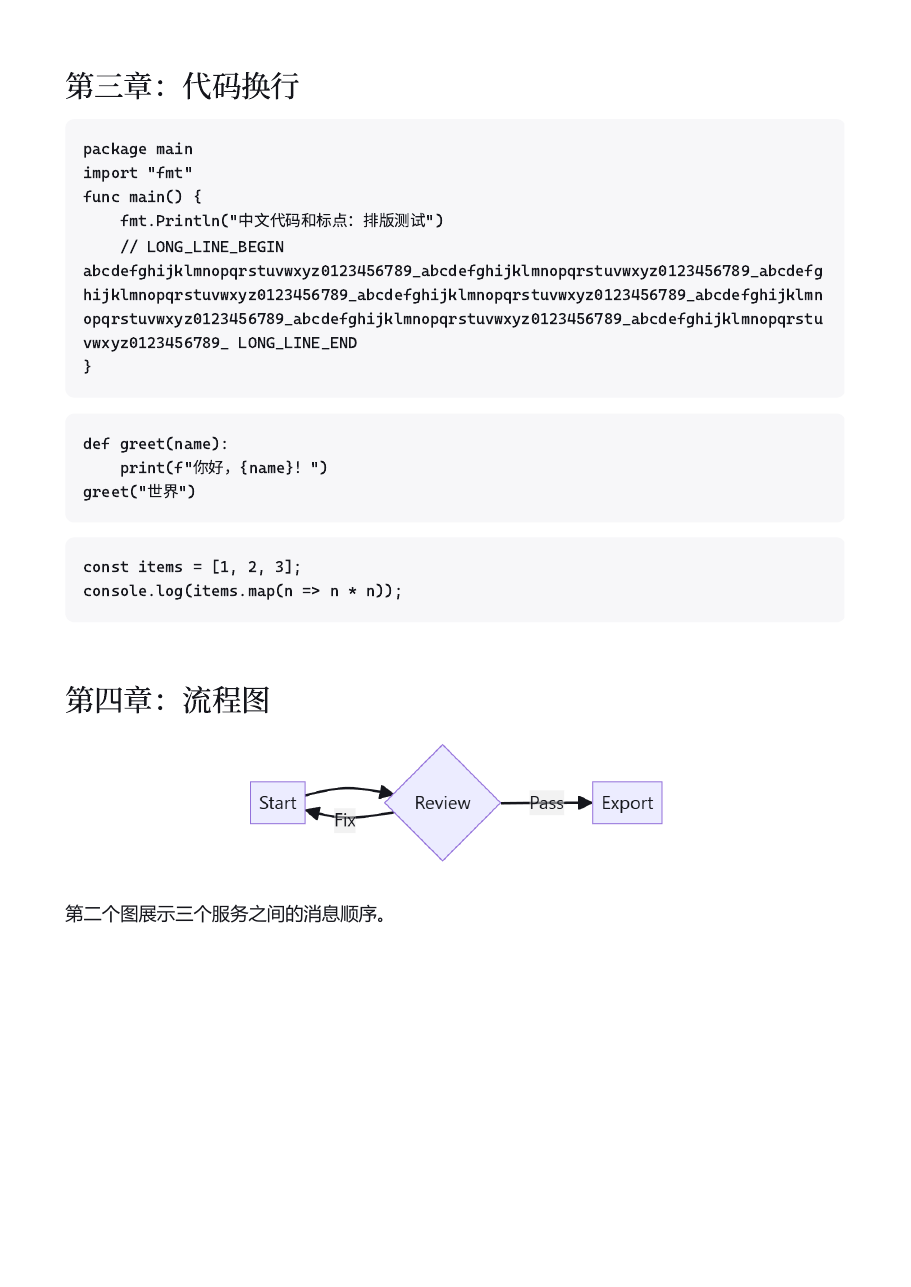 第三章：代码换行
package main
import "fmt"
func main() {
    fmt.Println("中文代码和标点：排版测试")
    // LONG_LINE_BEGIN
abcdefghijklmnopqrstuvwxyz0123456789_abcdefghijklmnopqrstuvwxyz0123456789_abcdefg
hijklmnopqrstuvwxyz0123456789_abcdefghijklmnopqrstuvwxyz0123456789_abcdefghijklmn
opqrstuvwxyz0123456789_abcdefghijklmnopqrstuvwxyz0123456789_abcdefghijklmnopqrstu
vwxyz0123456789_ LONG_LINE_END
}
def greet(name):
    print(f"你好，{name}！")
greet("世界")
const items = [1, 2, 3];
console.log(items.map(n => n * n));
第四章：流程图
Start
Fix
Review
Pass
Export
第二个图展示三个服务之间的消息顺序。